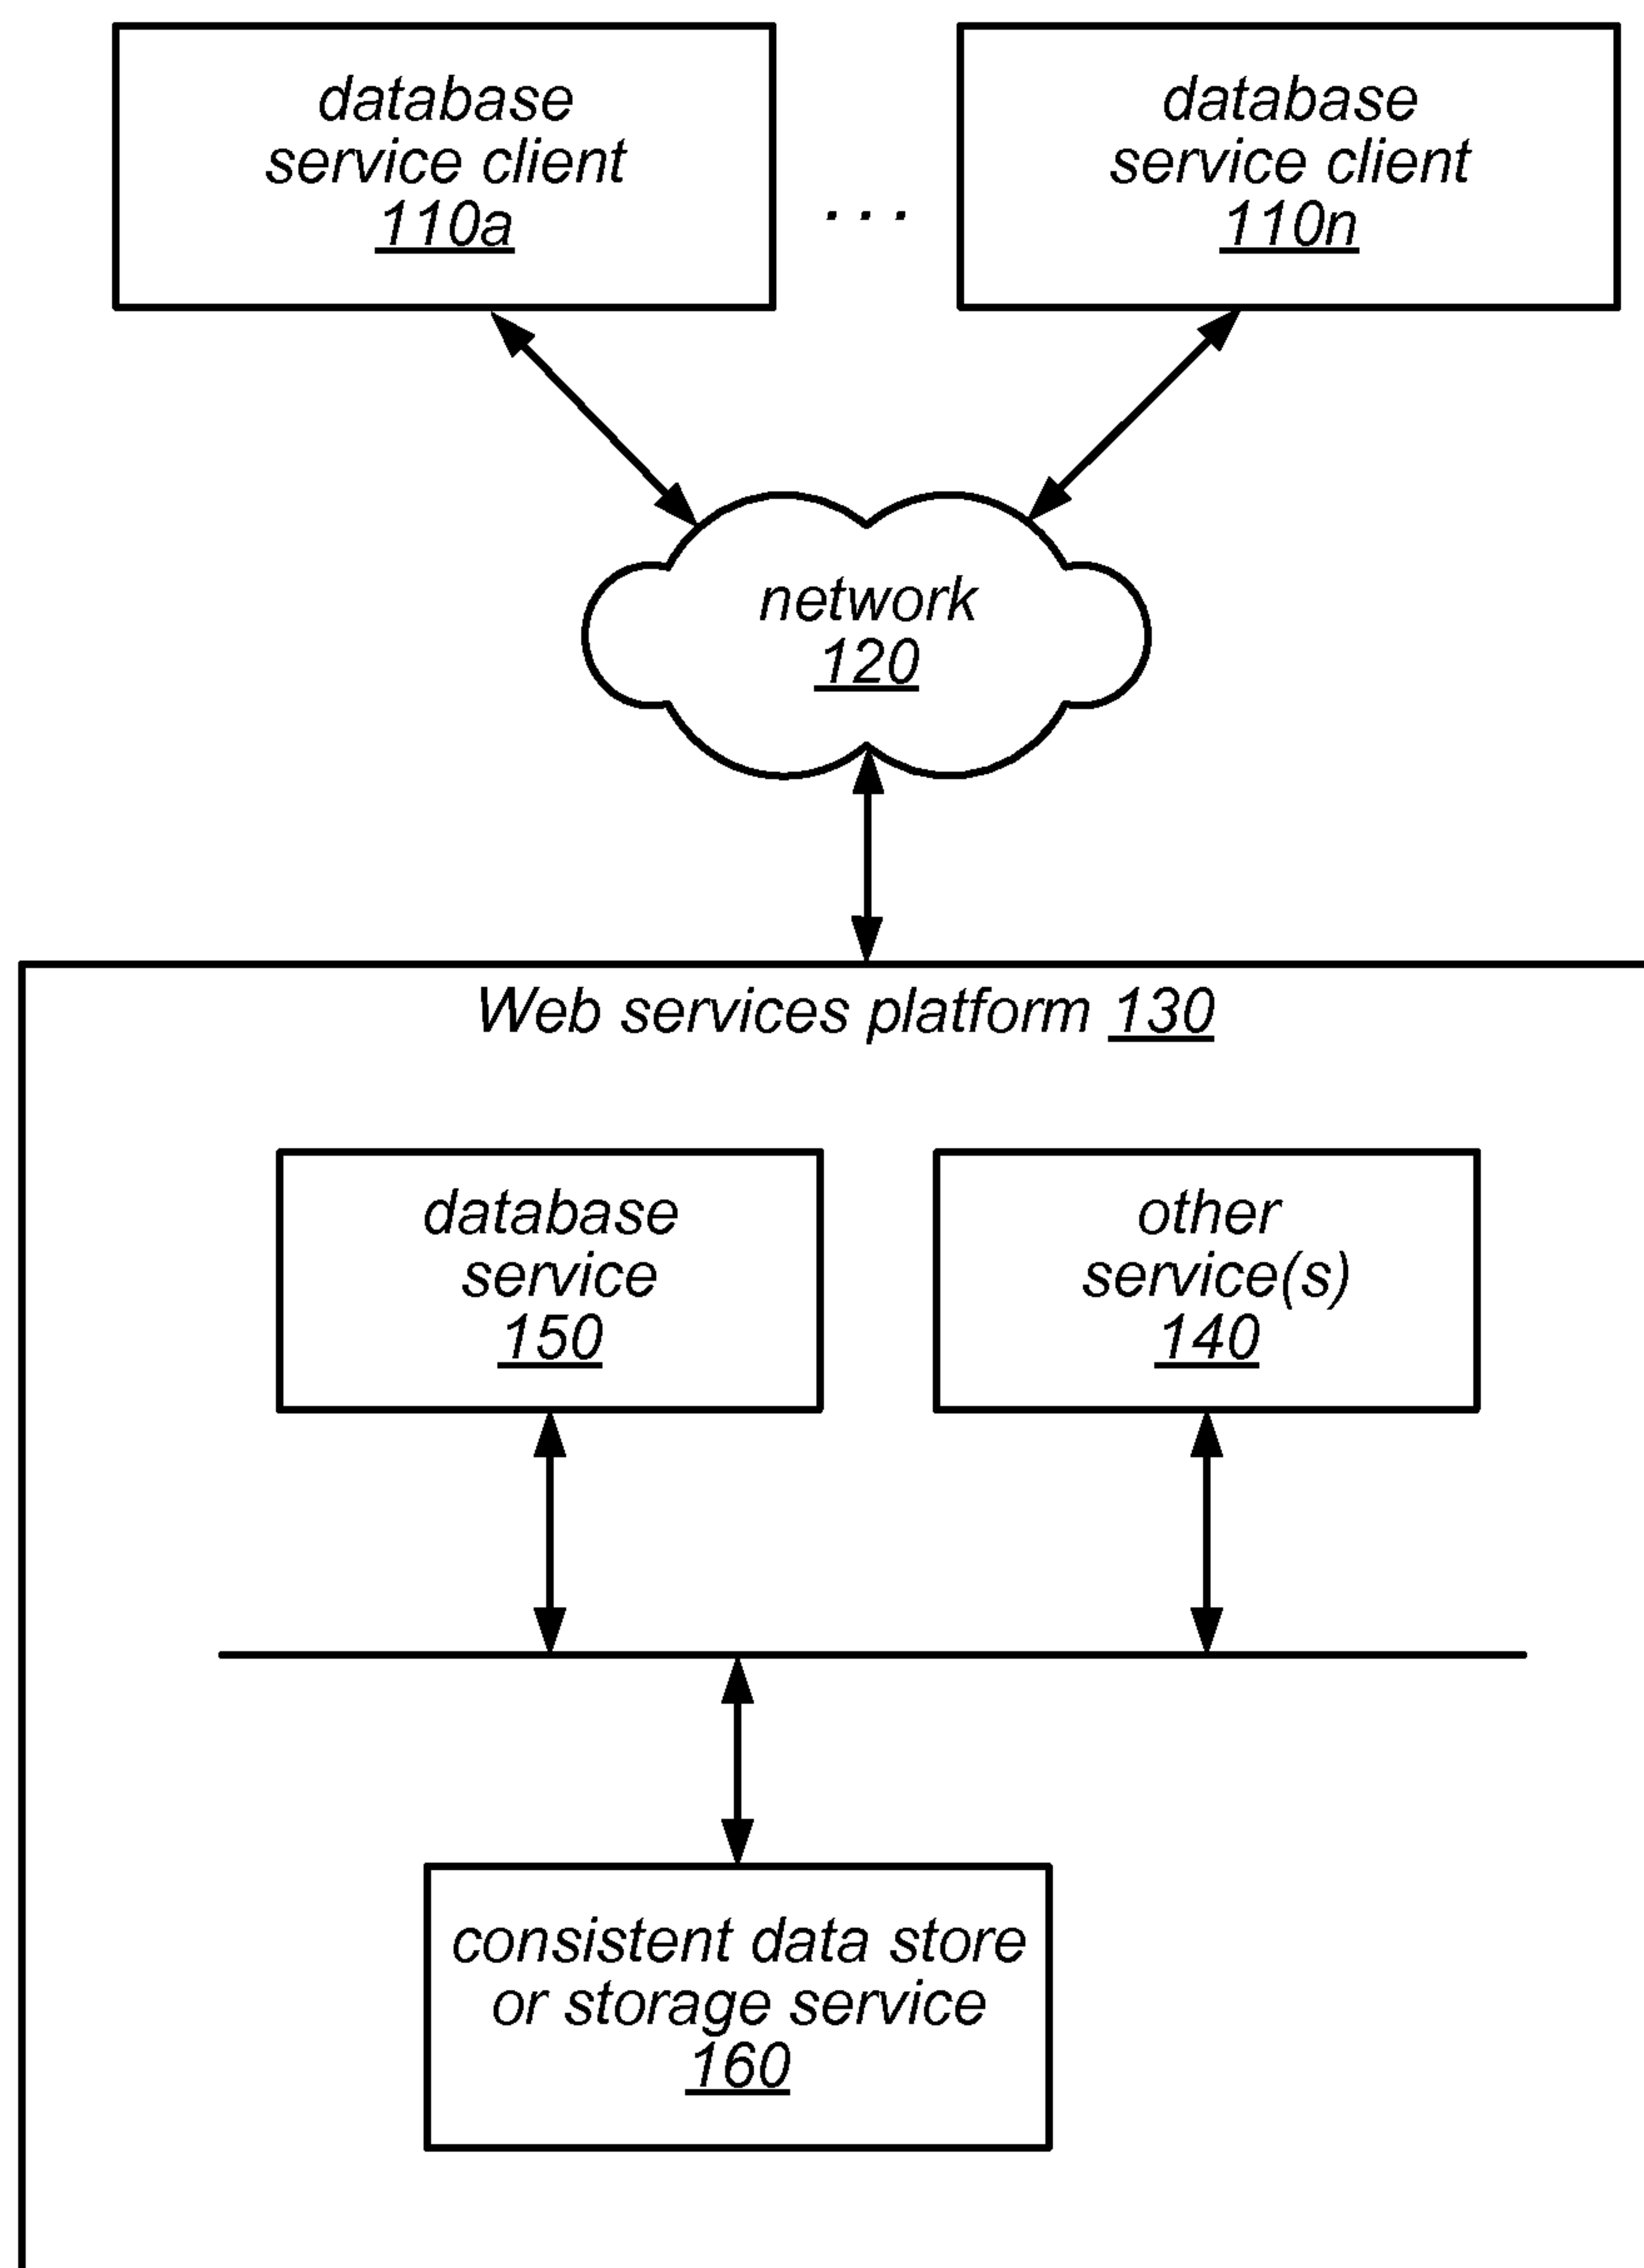 database
service client
110a
...
database
service client
110n
network
120
Web services platform 130
database
service
150
other
service(s)
140
consistent data store
or storage service
160